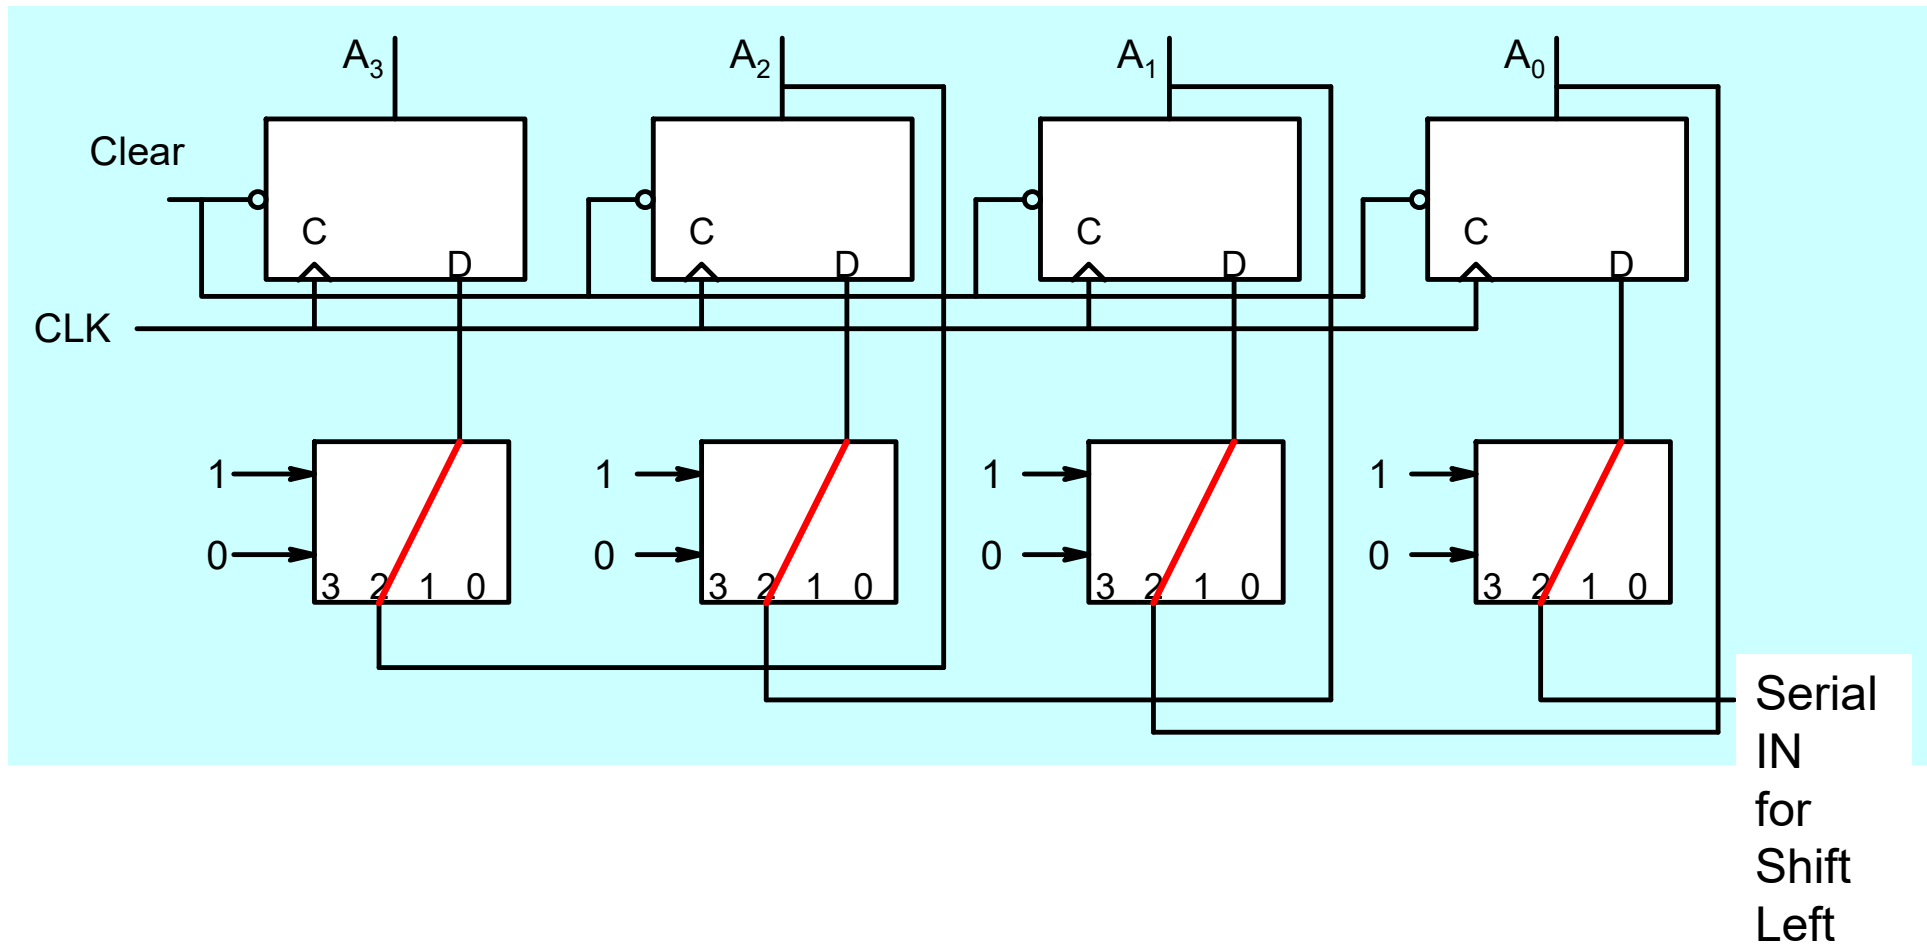 A3 A2 A1 A0
Clear
C C C C
D D D D
CLK
1 1 1 1
0 0 0 0
3 2 1 0 3 2 1 0 3 2 1 0 3 2 1 0
Serial
IN
for
Shift
Left